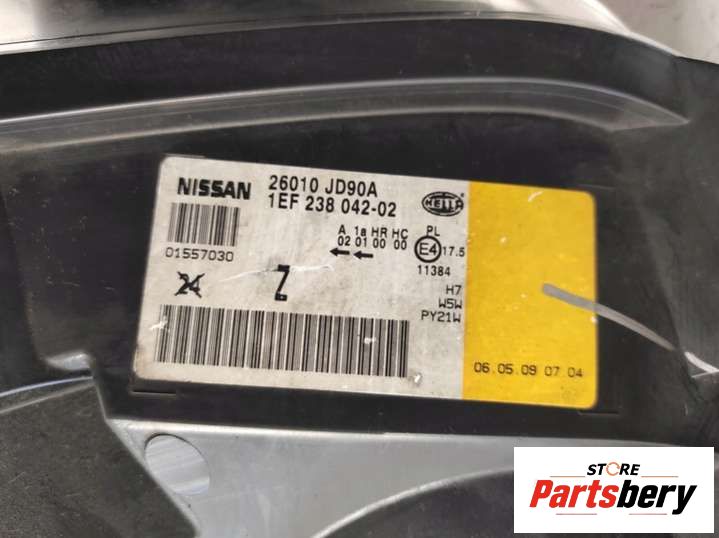 NISSAN 26010 JD90A
1EF 238 042-02
HELLA
A 1a HR HC PL
02 01 00 00 E4 17.5
11384
01557030
24
Z
H7
W5W
PY21W
06.05.09 07 04
STORE
Partsbery